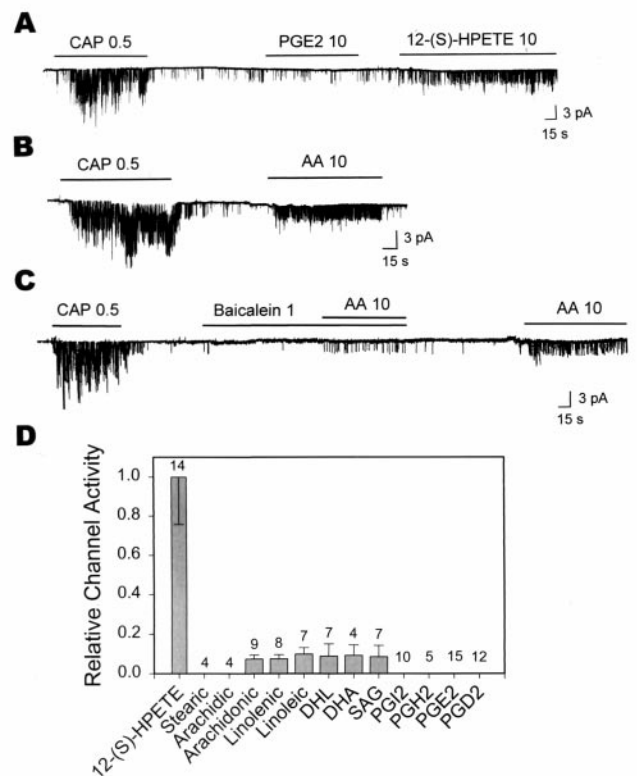 A
CAP 0.5 PGE2 10 12-(S)-HPETE 10
3 pA
15 s
B
CAP 0.5 AA 10
3 pA
15 s
C
CAP 0.5 Baicalein 1 AA 10 AA 10
3 pA
15 s
D
Relative Channel Activity
1.0
0.8
0.6
0.4
0.2
0.0
14 4 4 9 8 7 7 4 7 10 5 15 12
12-(S)-HPETE
Stearic
Arachidic
Arachidonic
Linolenic
Linoleic
DHL
DHA
SAG
PGI2
PGH2
PGE2
PGD2